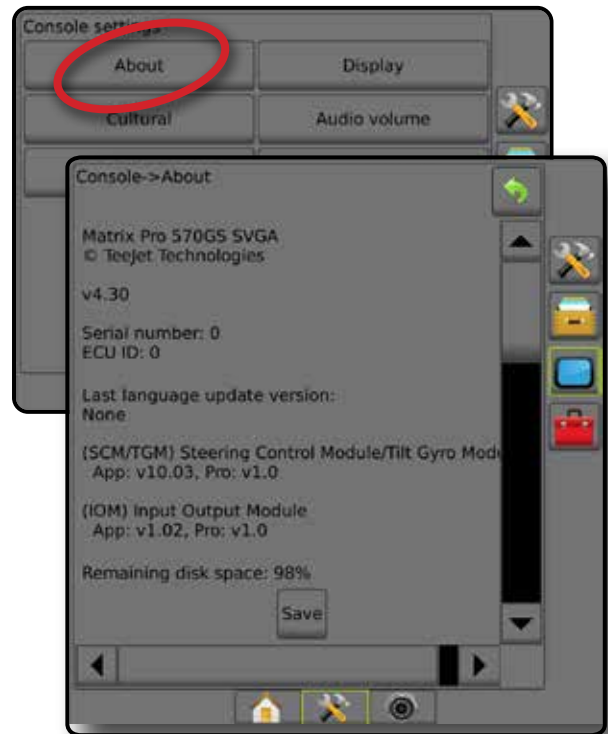 Console settings
About
Display
Cultural
Audio volume
Console->About
Matrix Pro 570GS SVGA
© TeeJet Technologies
v4.30
Serial number: 0
ECU ID: 0
Last language update version:
None
(SCM/TGM) Steering Control Module/Tilt Gyro Mod
App: v10.03, Pro: v1.0
(IOM) Input Output Module
App: v1.02, Pro: v1.0
Remaining disk space: 98%
Save